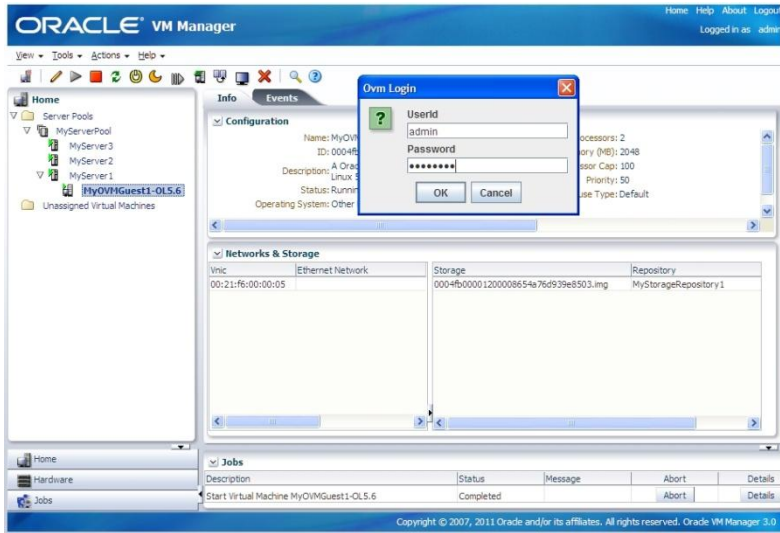 Home Help About Logou
ORACLE VM Manager
Logged in as admi
View Tools Actions Help
Home
Server Pools
MyServerPool
MyServer3
MyServer2
MyServer1
MyOVMGuest1-OL5.6
Unassigned Virtual Machines
Info Events
Configuration
Name: MyOVM
ID: 0004fb
Description: A Orac
Linux 5
Status: Runnin
Operating System: Other
ocessors: 2
ory (MB): 2048
ssor Cap: 100
Priority: 50
use Type: Default
Ovm Login
?
UserId
admin
Password
OK Cancel
Networks & Storage
Vnic Ethernet Network
00:21:f6:00:00:05
Storage Repository
0004fb00001200008654a76d939e8503.img MyStorageRepository1
Home
Hardware
Jobs
Jobs
Description Status Message Abort Details
Start Virtual Machine MyOVMGuest1-OL5.6 Completed Abort Details
Copyright © 2007, 2011 Oracle and/or its affiliates. All rights reserved. Oracle VM Manager 3.0